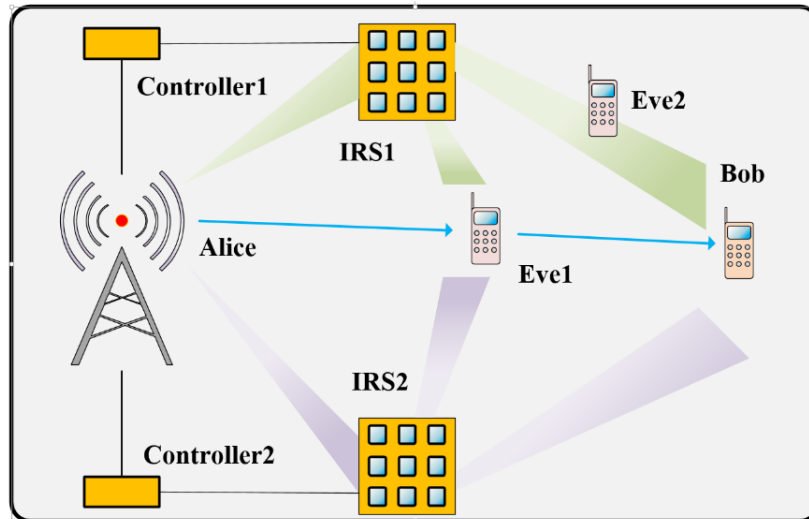 Controller1
Eve2
IRS1
Bob
Alice
Eve1
IRS2
Controller2